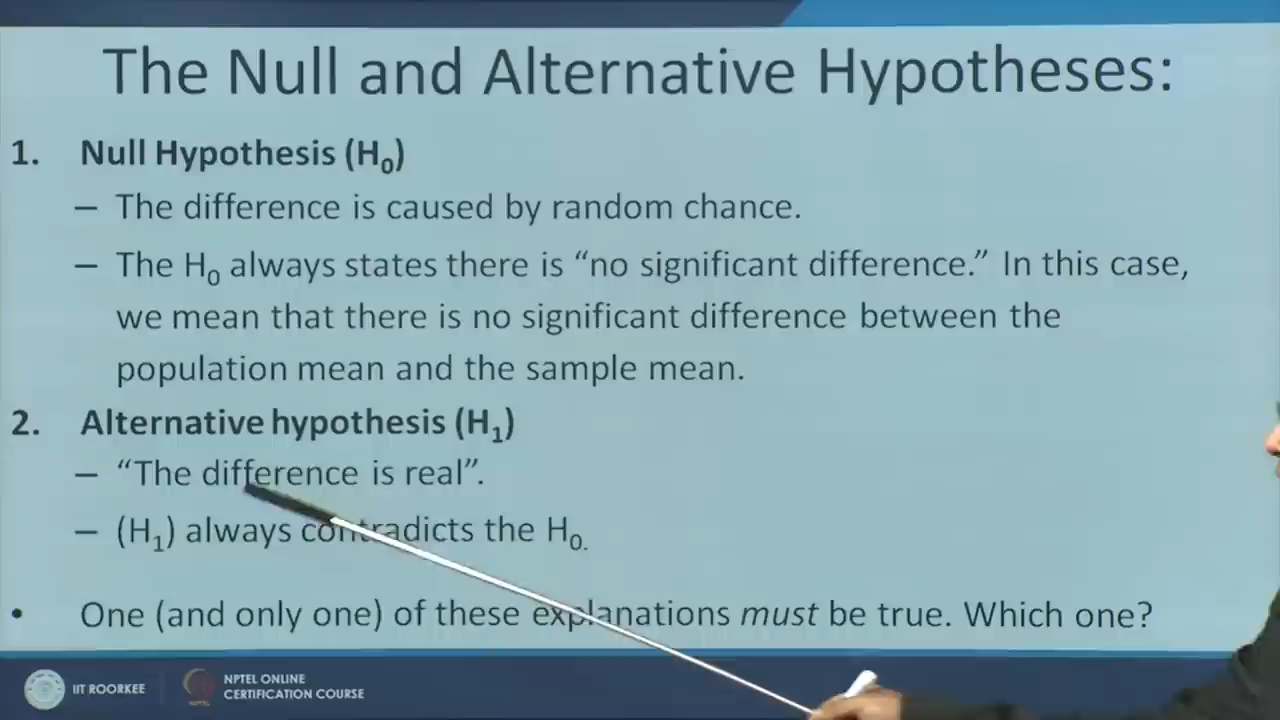 The Null and Alternative Hypotheses:
1. Null Hypothesis (H₀)
– The difference is caused by random chance.
– The H₀ always states there is “no significant difference.” In this case,
we mean that there is no significant difference between the
population mean and the sample mean.
2. Alternative hypothesis (H₁)
– “The difference is real”.
– (H₁) always contradicts the H₀.
• One (and only one) of these explanations must be true. Which one?
IIT ROORKEE
NPTEL ONLINE
CERTIFICATION COURSE
NPTEL